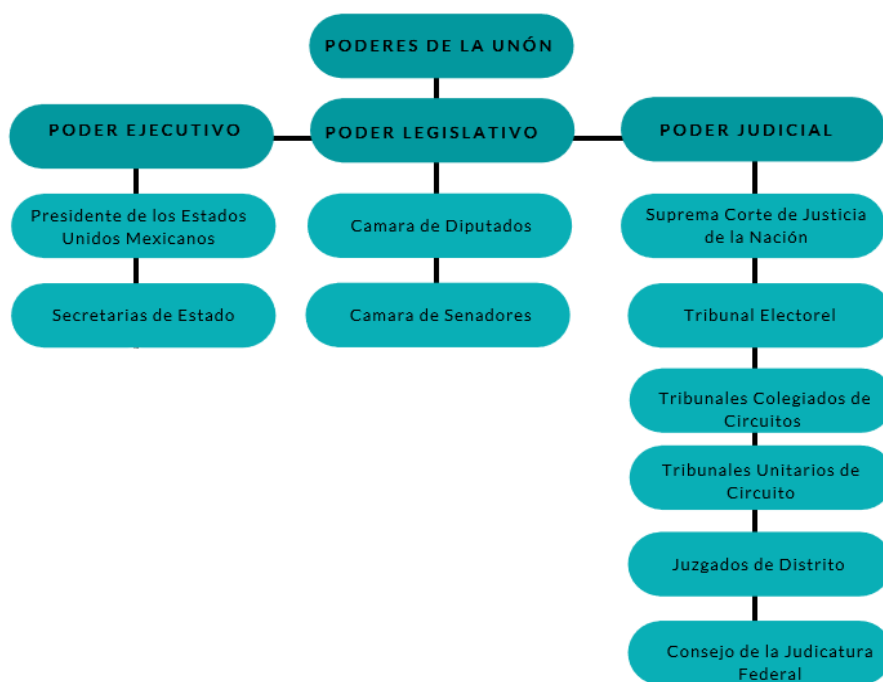 PODERES DE LA UNÓN
PODER EJECUTIVO
PODER LEGISLATIVO
PODER JUDICIAL
Presidente de los Estados
Unidos Mexicanos
Camara de Diputados
Suprema Corte de Justicia
de la Nación
Secretarias de Estado
Camara de Senadores
Tribunal Electorel
Tribunales Colegiados de
Circuitos
Tribunales Unitarios de
Circuito
Juzgados de Distrito
Consejo de la Judicatura
Federal